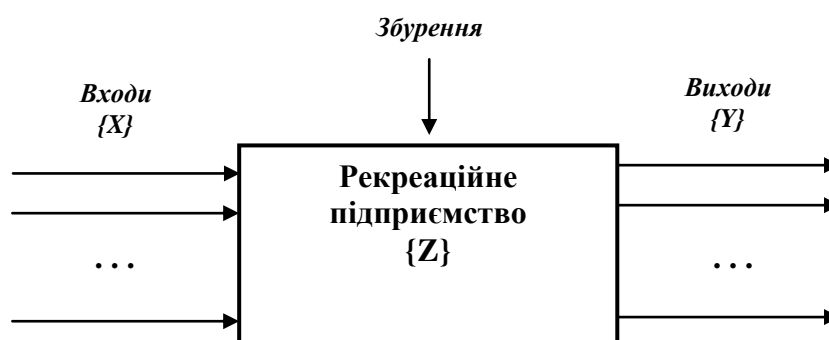 Збурення
Входи
{X}
Виходи
{Y}
Рекреаційне
підприємство
{Z}
...
...